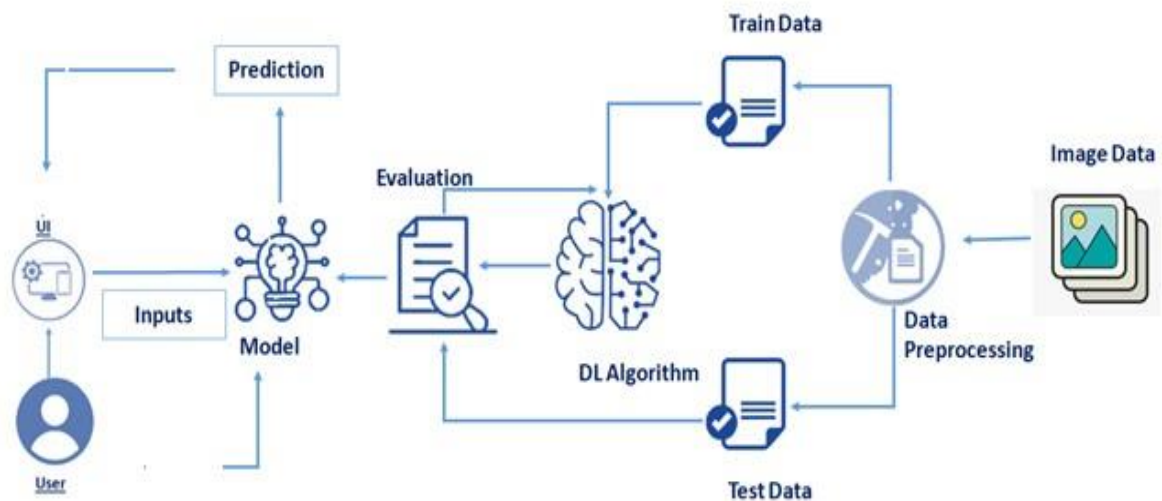 Train Data
Prediction
Image Data
Evaluation
UI
Inputs
Model
Data
Preprocessing
DL Algorithm
User
Test Data